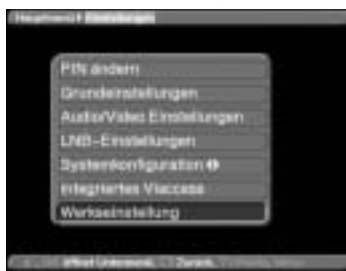 Hauptmenü Einstellungen
PIN ändern
Grundeinstellungen
Audio/Video Einstellungen
LNB-Einstellungen
Systemkonfiguration
Integriertes Viaccess
Werkseinstellung
öffnet Untermenü, Zurück,